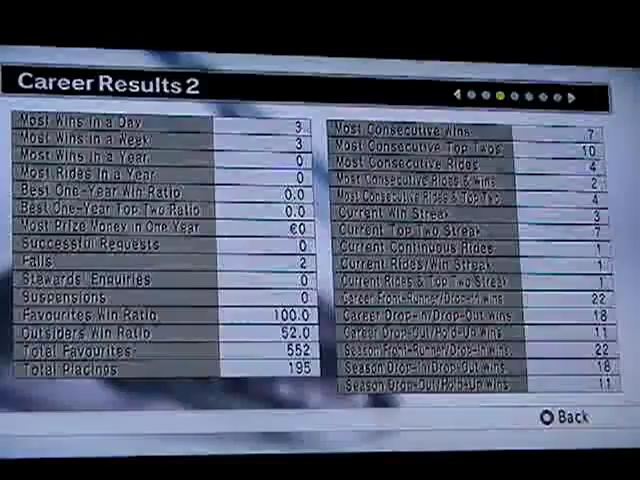 Career Results 2
Most Wins In a Day 3
Most Wins In a Week 3
Most Wins In a Year 0
Most Rides In a Year 0
Best One-Year Win Ratio 0.0
Best One-Year Top Two Ratio 0.0
Most Prize Money in One Year €0
Successful Requests 0
Falls 2
Stewards' Enquiries 0
Suspensions 0
Favourites Win Ratio 100.0
Outsiders Win Ratio 52.0
Total Favourites 552
Total Placings 195
Most Consecutive Wins 7
Most Consecutive Top Twos 10
Most Consecutive Rides 4
Most Consecutive Rides & Wins 2
Most Consecutive Rides & Top Two 4
Current Win Streak 3
Current Top Two Streak 7
Current Continuous Rides 1
Current Rides/Win Streak 1
Current Rides & Top Two Streak 1
Career Front-Runner/Drop-In Wins 22
Career Drop-In/Drop-Out Wins 18
Career Drop-Out/Hold-Up Wins 11
Season Front-Runner/Drop-In Wins 22
Season Drop-In/Drop-Out Wins 18
Season Drop-Out/Hold-Up Wins 11
Back